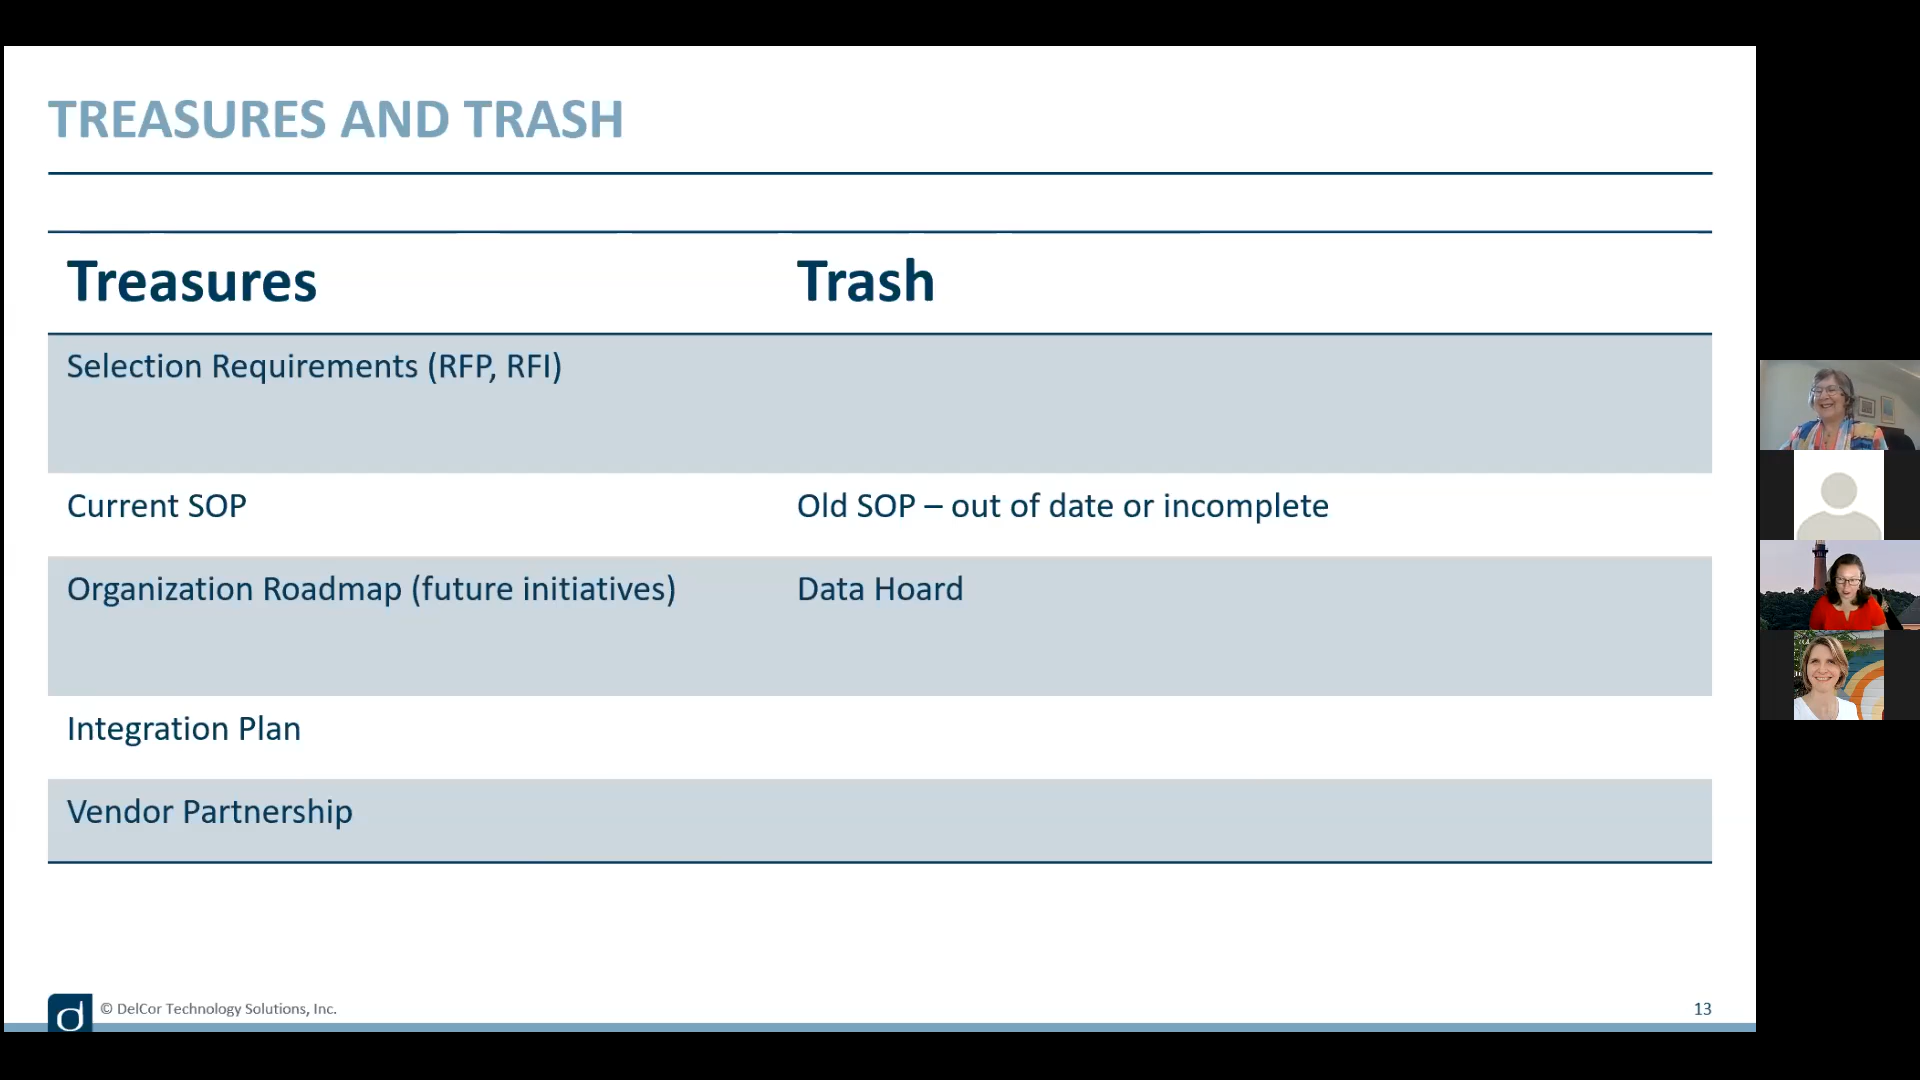 TREASURES AND TRASH
Treasures Trash
Selection Requirements (RFP, RFI)
Current SOP Old SOP – out of date or incomplete
Organization Roadmap (future initiatives) Data Hoard
Integration Plan
Vendor Partnership
d © DelCor Technology Solutions, Inc. 13